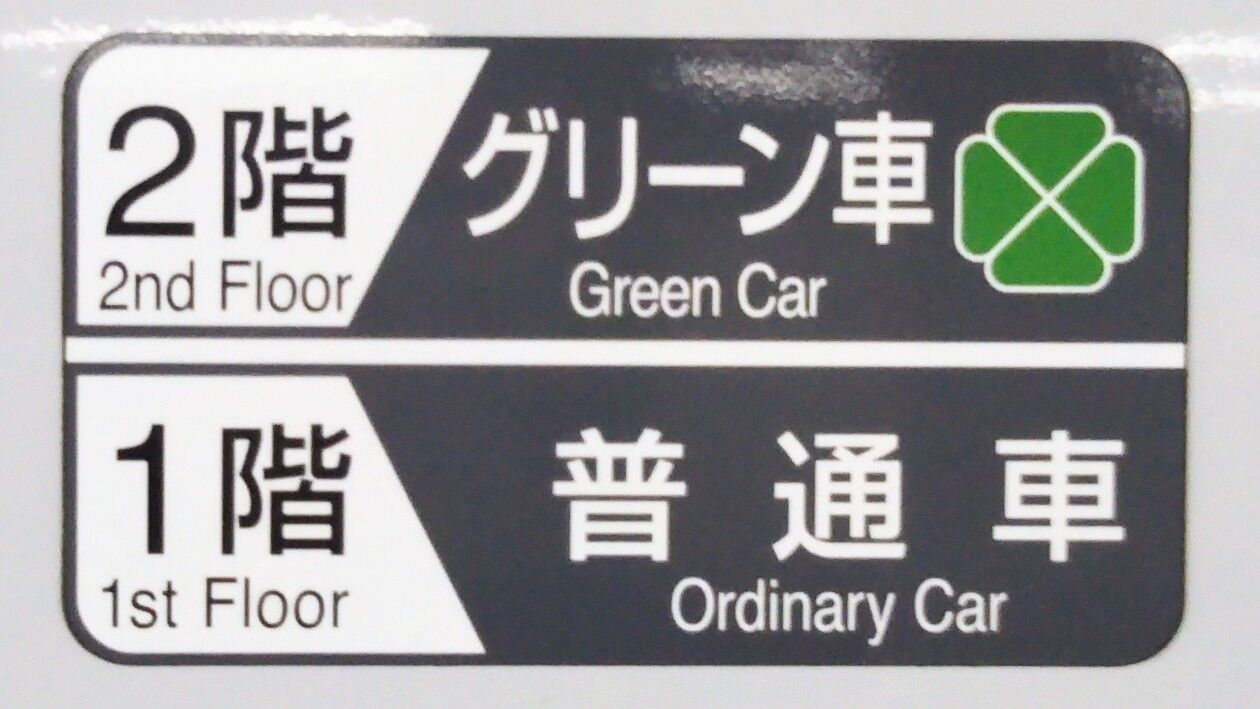 2階
2nd Floor
グリーン車
Green Car
1階
1st Floor
普通車
Ordinary Car